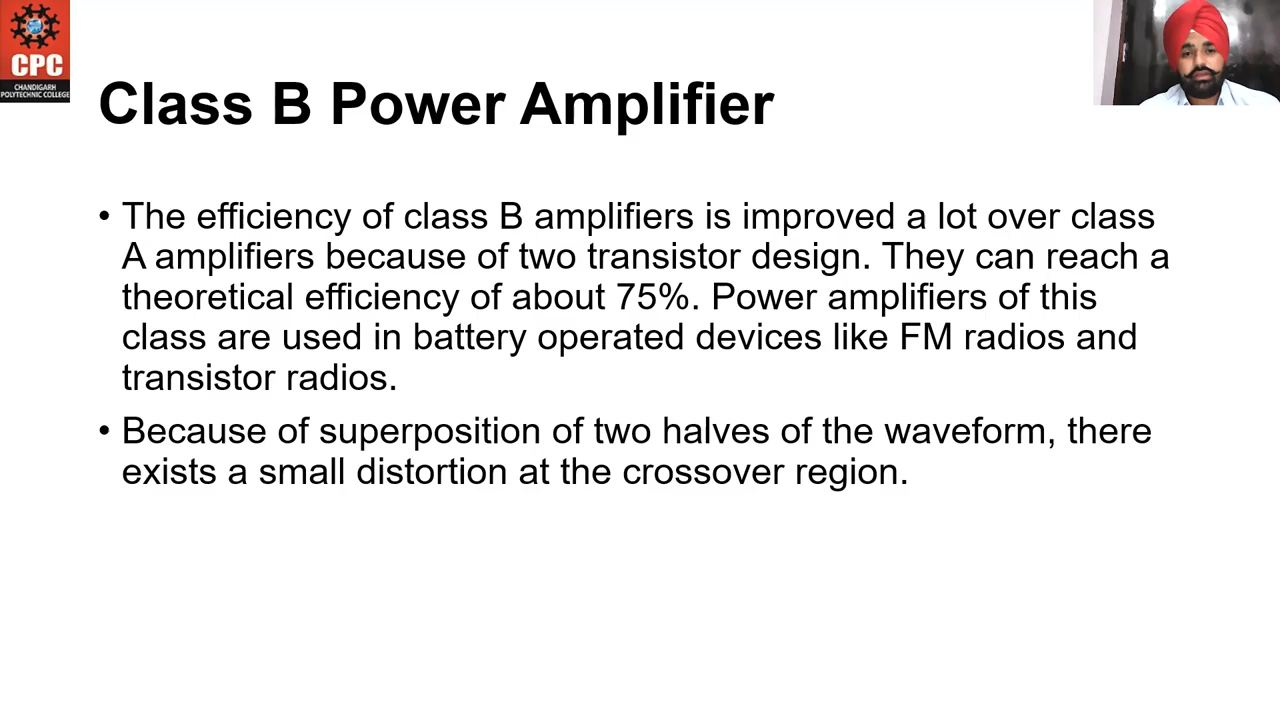 CPC
CHANDIGARH
POLYTECHNIC COLLEGE
Class B Power Amplifier
• The efficiency of class B amplifiers is improved a lot over class
A amplifiers because of two transistor design. They can reach a
theoretical efficiency of about 75%. Power amplifiers of this
class are used in battery operated devices like FM radios and
transistor radios.
• Because of superposition of two halves of the waveform, there
exists a small distortion at the crossover region.